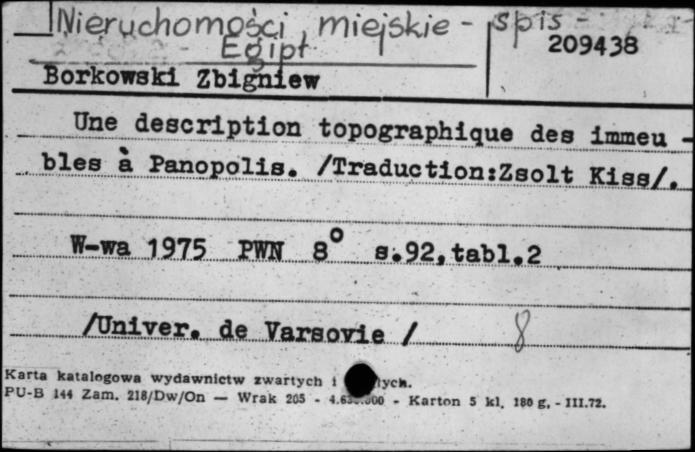 Nieruchomości miejskie - spis -
Egipt
209438
Borkowski Zbigniew
Une description topographique des immeu -
bles à Panopolis. /Traduction:Zsolt Kiss/.
W-wa 1975 PWN 8° s.92,tabl.2
/Univer. de Varsovie / 8
Karta katalogowa wydawnictw zwartych i
PU-B 144 Zam. 218/Dw/On — Wrak 205 - - Karton 5 kl. 180 g. - III.72.